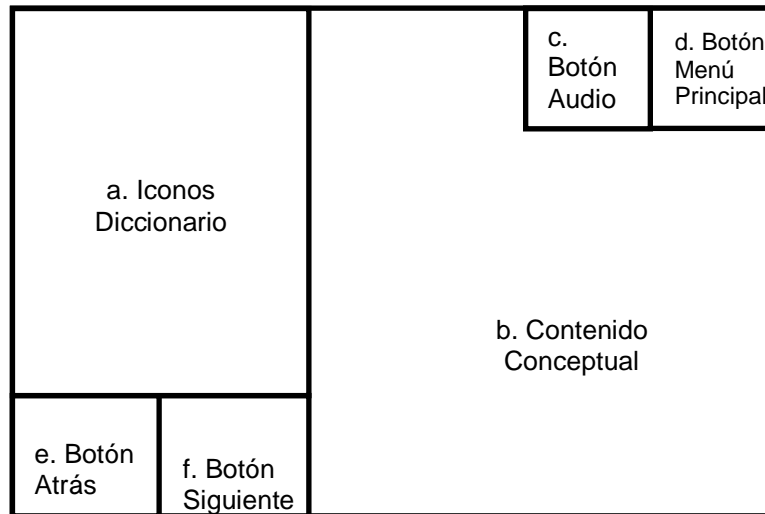 a. Iconos
Diccionario
b. Contenido
Conceptual
c.
Botón
Audio
d. Botón
Menú
Principal
e. Botón
Atrás
f. Botón
Siguiente